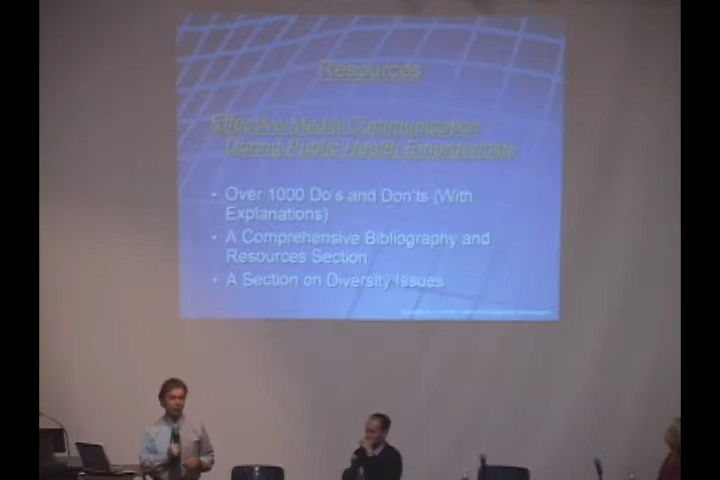 Resources
Effective Media Communication
During Public Health Emergencies
• Over 1000 Do's and Don'ts (With
Explanations)
• A Comprehensive Bibliography and
Resources Section
• A Section on Diversity Issues